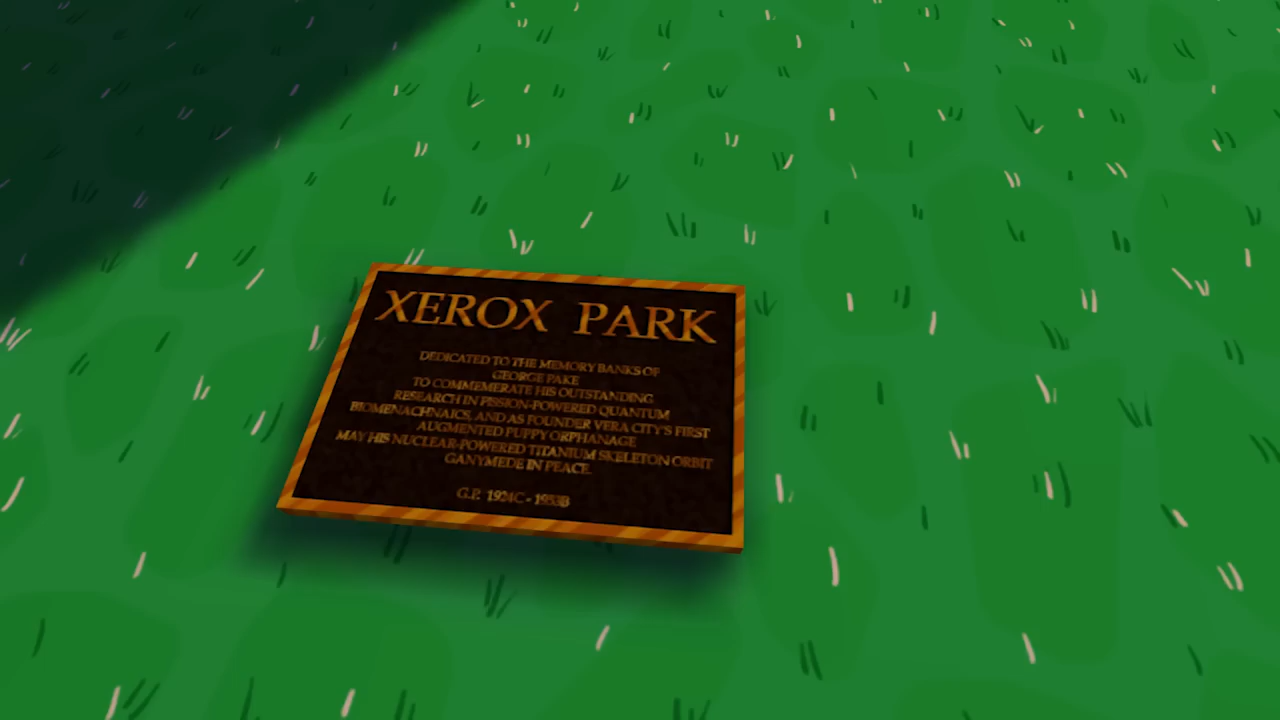 XEROX PARK
DEDICATED TO THE MEMORY BANKS OF
GEORGE PAKE
TO COMMEMERATE HIS OUTSTANDING
RESEARCH IN FISSION-POWERED QUANTUM
BIOMENACHNAICS, AND AS FOUNDER VERA CITY'S FIRST
AUGMENTED PUPPY ORPHANAGE
MAY HIS NUCLEAR-POWERED TITANIUM SKELETON ORBIT
GANYMEDE IN PEACE.
G.P. 1924C -